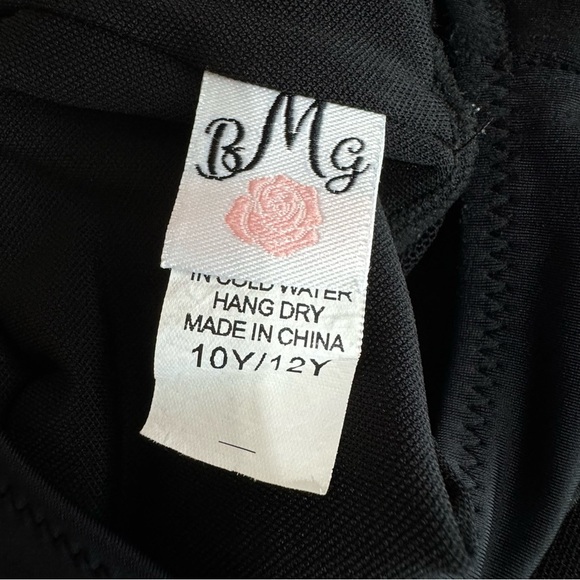 BMG
IN COLD WATER
HANG DRY
MADE IN CHINA
10Y/12Y